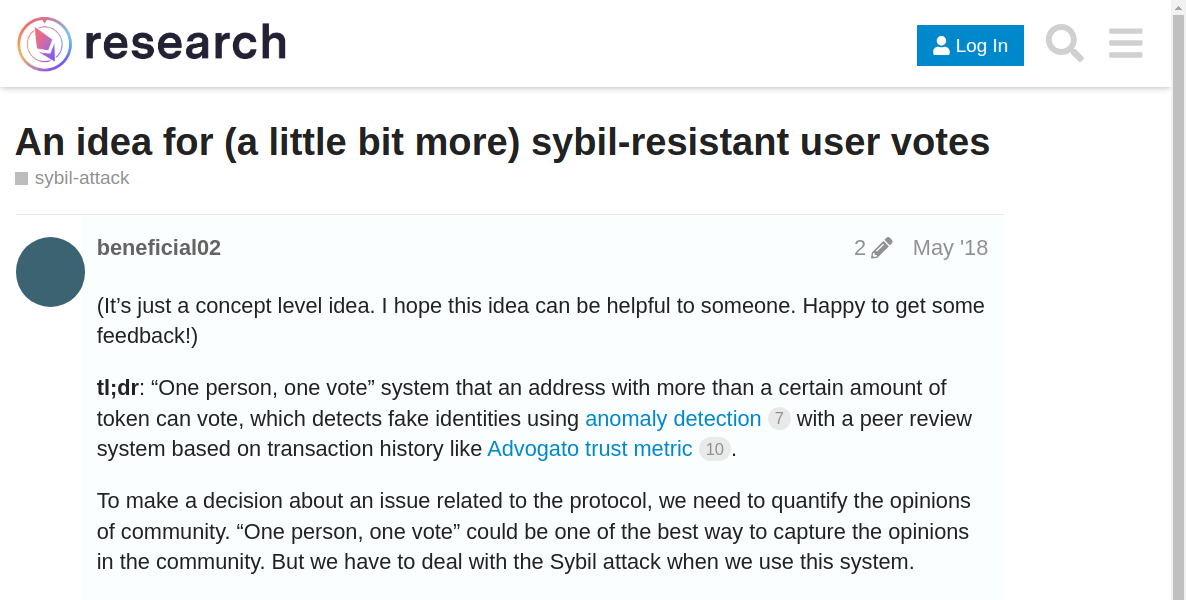 research
Log In
An idea for (a little bit more) sybil-resistant user votes
sybil-attack
beneficial02
2 May '18
(It’s just a concept level idea. I hope this idea can be helpful to someone. Happy to get some
feedback!)
tl;dr: “One person, one vote” system that an address with more than a certain amount of
token can vote, which detects fake identities using anomaly detection 7 with a peer review
system based on transaction history like Advogato trust metric 10.
To make a decision about an issue related to the protocol, we need to quantify the opinions
of community. “One person, one vote” could be one of the best way to capture the opinions
in the community. But we have to deal with the Sybil attack when we use this system.